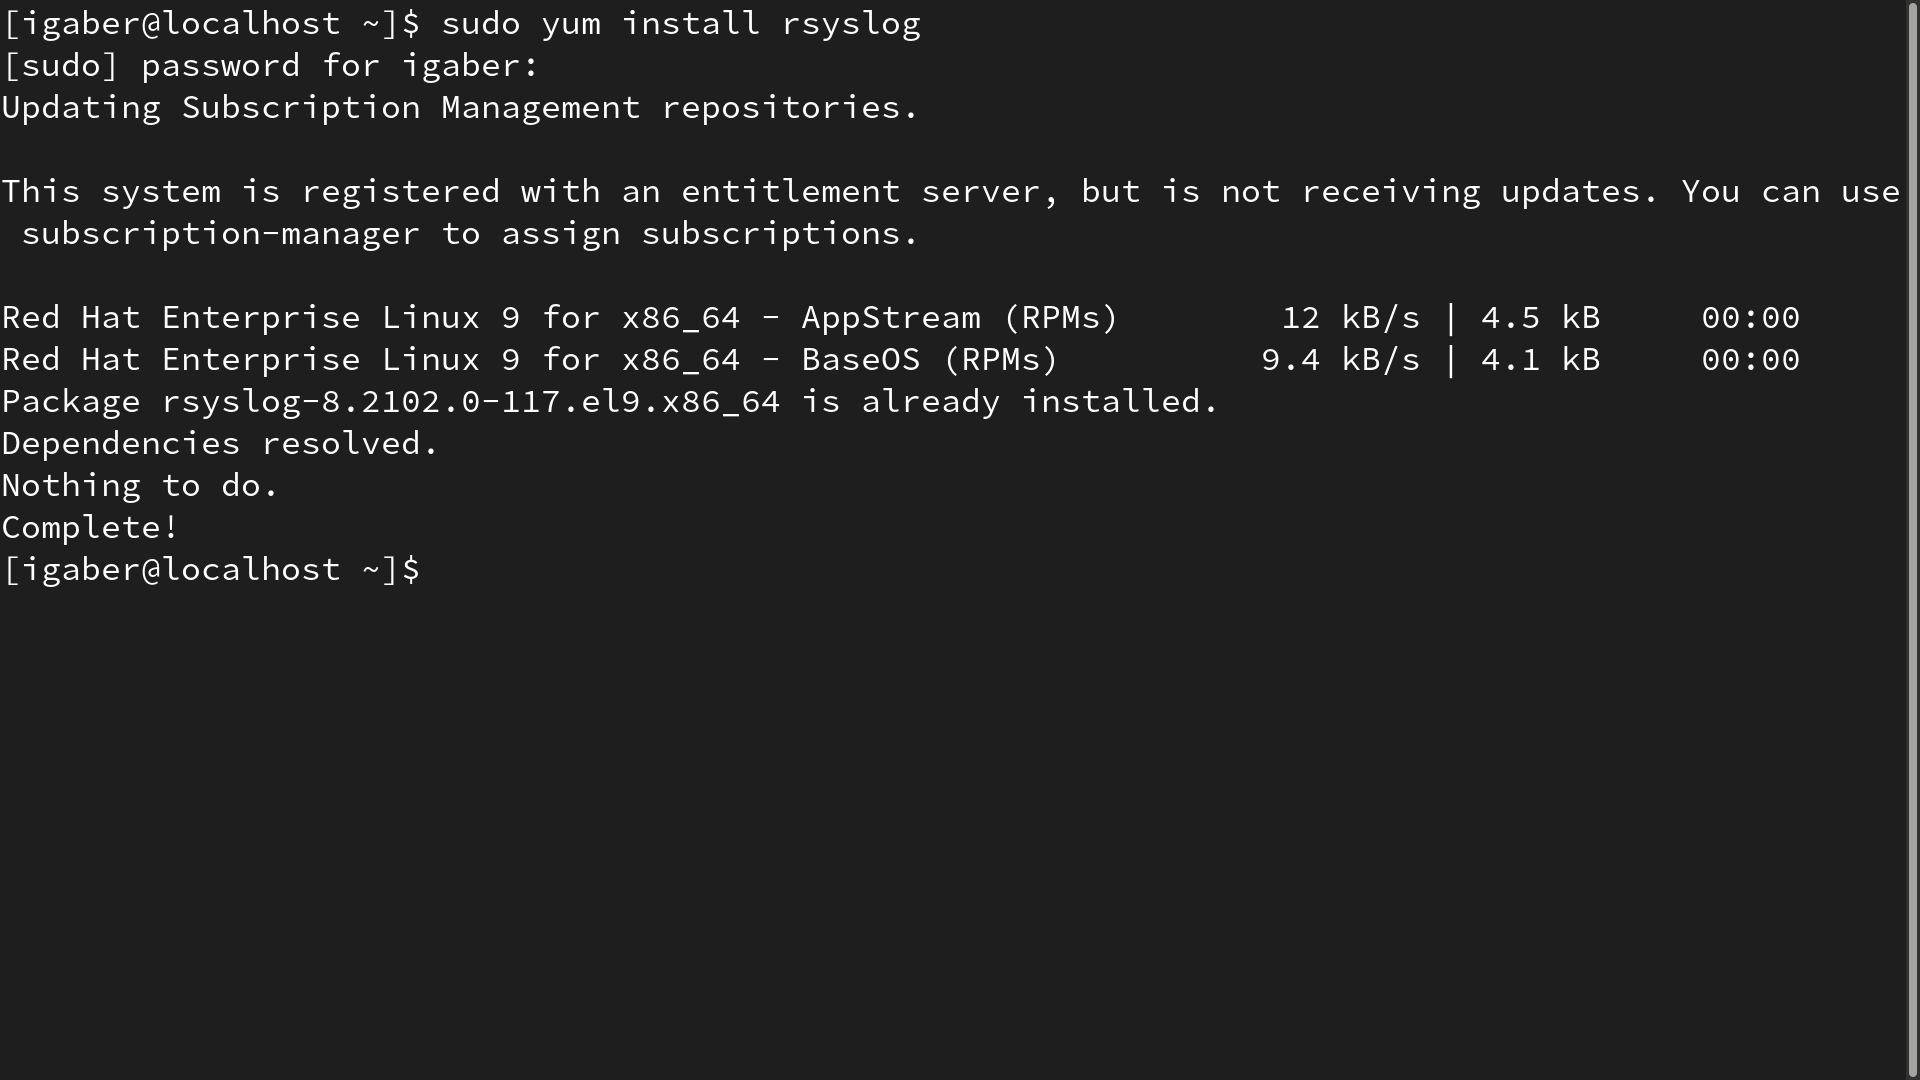 [igaber@localhost ~]$ sudo yum install rsyslog
[sudo] password for igaber:
Updating Subscription Management repositories.
This system is registered with an entitlement server, but is not receiving updates. You can use
 subscription-manager to assign subscriptions.
Red Hat Enterprise Linux 9 for x86_64 - AppStream (RPMs)        12 kB/s | 4.5 kB     00:00
Red Hat Enterprise Linux 9 for x86_64 - BaseOS (RPMs)          9.4 kB/s | 4.1 kB     00:00
Package rsyslog-8.2102.0-117.el9.x86_64 is already installed.
Dependencies resolved.
Nothing to do.
Complete!
[igaber@localhost ~]$